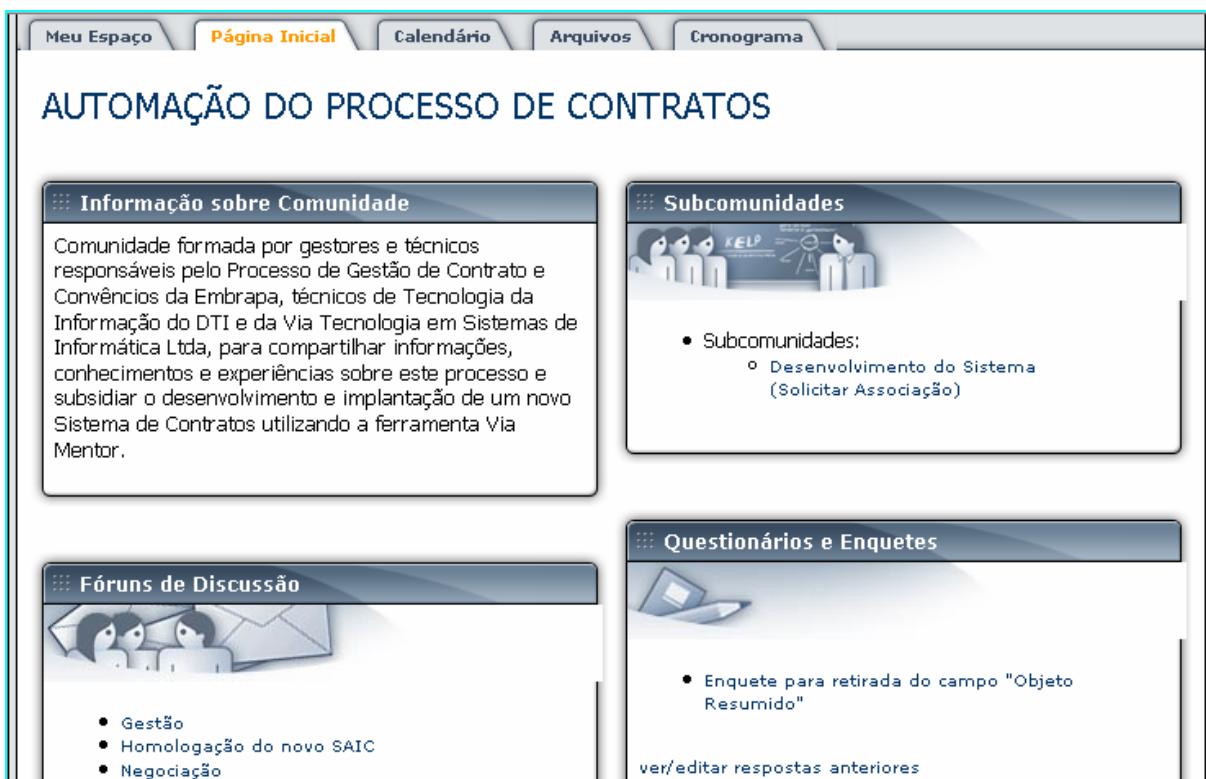 Meu Espaço
Página Inicial
Calendário
Arquivos
Cronograma
AUTOMAÇÃO DO PROCESSO DE CONTRATOS
Informação sobre Comunidade
Comunidade formada por gestores e técnicos
responsáveis pelo Processo de Gestão de Contrato e
Convêncios da Embrapa, técnicos de Tecnologia da
Informação do DTI e da Via Tecnologia em Sistemas de
Informática Ltda, para compartilhar informações,
conhecimentos e experiências sobre este processo e
subsidiar o desenvolvimento e implantação de um novo
Sistema de Contratos utilizando a ferramenta Via
Mentor.
Subcomunidades
KELP
Subcomunidades:
Desenvolvimento do Sistema
(Solicitar Associação)
Fóruns de Discussão
Gestão
Homologação do novo SAIC
Negociação
Questionários e Enquetes
Enquete para retirada do campo "Objeto
Resumido"
ver/editar respostas anteriores